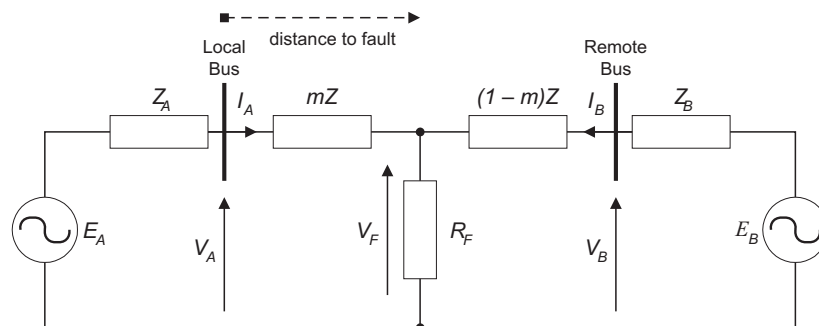 distance to fault
Local
Bus
Remote
Bus
Z_A
I_A
mZ
(1 – m)Z
I_B
Z_B
E_A
V_A
V_F
R_F
V_B
E_B